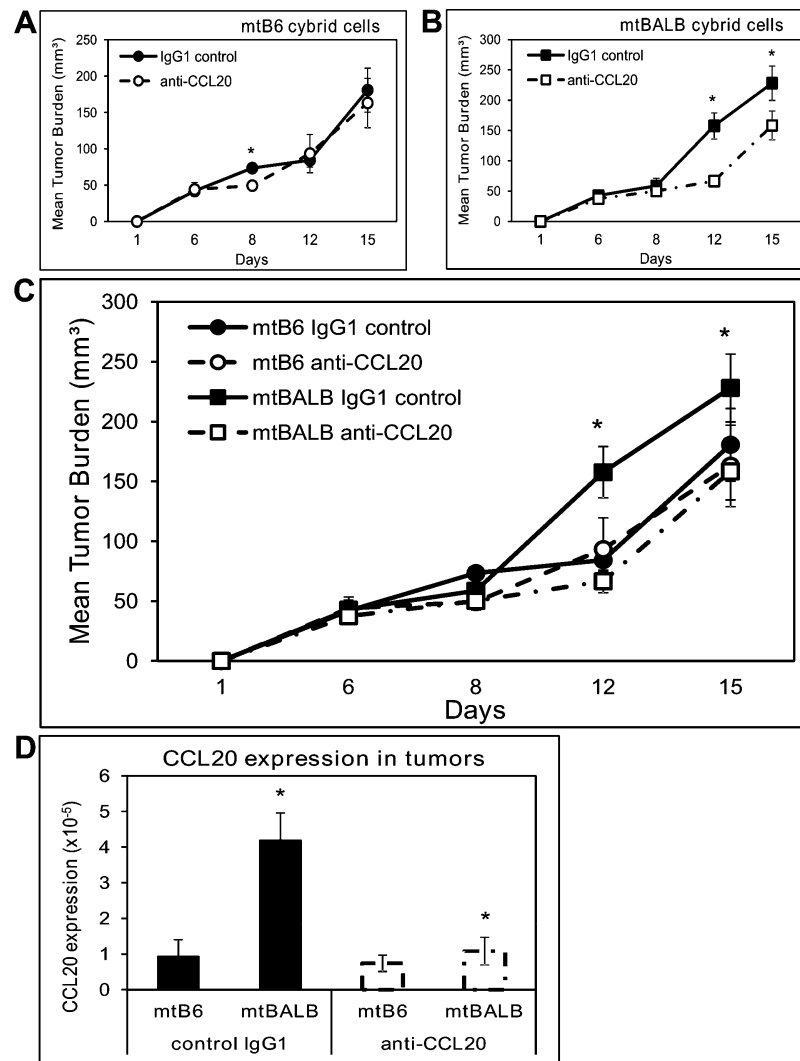 A
mtB6 cybrid cells
Mean Tumor Burden (mm³)
250
200
150
100
50
0
IgG1 control
anti-CCL20
*
1 6 8 12 15
Days
B
mtBALB cybrid cells
Mean Tumor Burden (mm³)
300
250
200
150
100
50
0
IgG1 control
anti-CCL20
*
*
1 6 8 12 15
Days
C
Mean Tumor Burden (mm³)
300
250
200
150
100
50
0
mtB6 IgG1 control
mtB6 anti-CCL20
mtBALB IgG1 control
mtBALB anti-CCL20
*
*
1 6 8 12 15
Days
D
CCL20 expression in tumors
CCL20 expression (x10-5)
6
5
4
3
2
1
0
*
*
mtB6 mtBALB mtB6 mtBALB
control IgG1 anti-CCL20